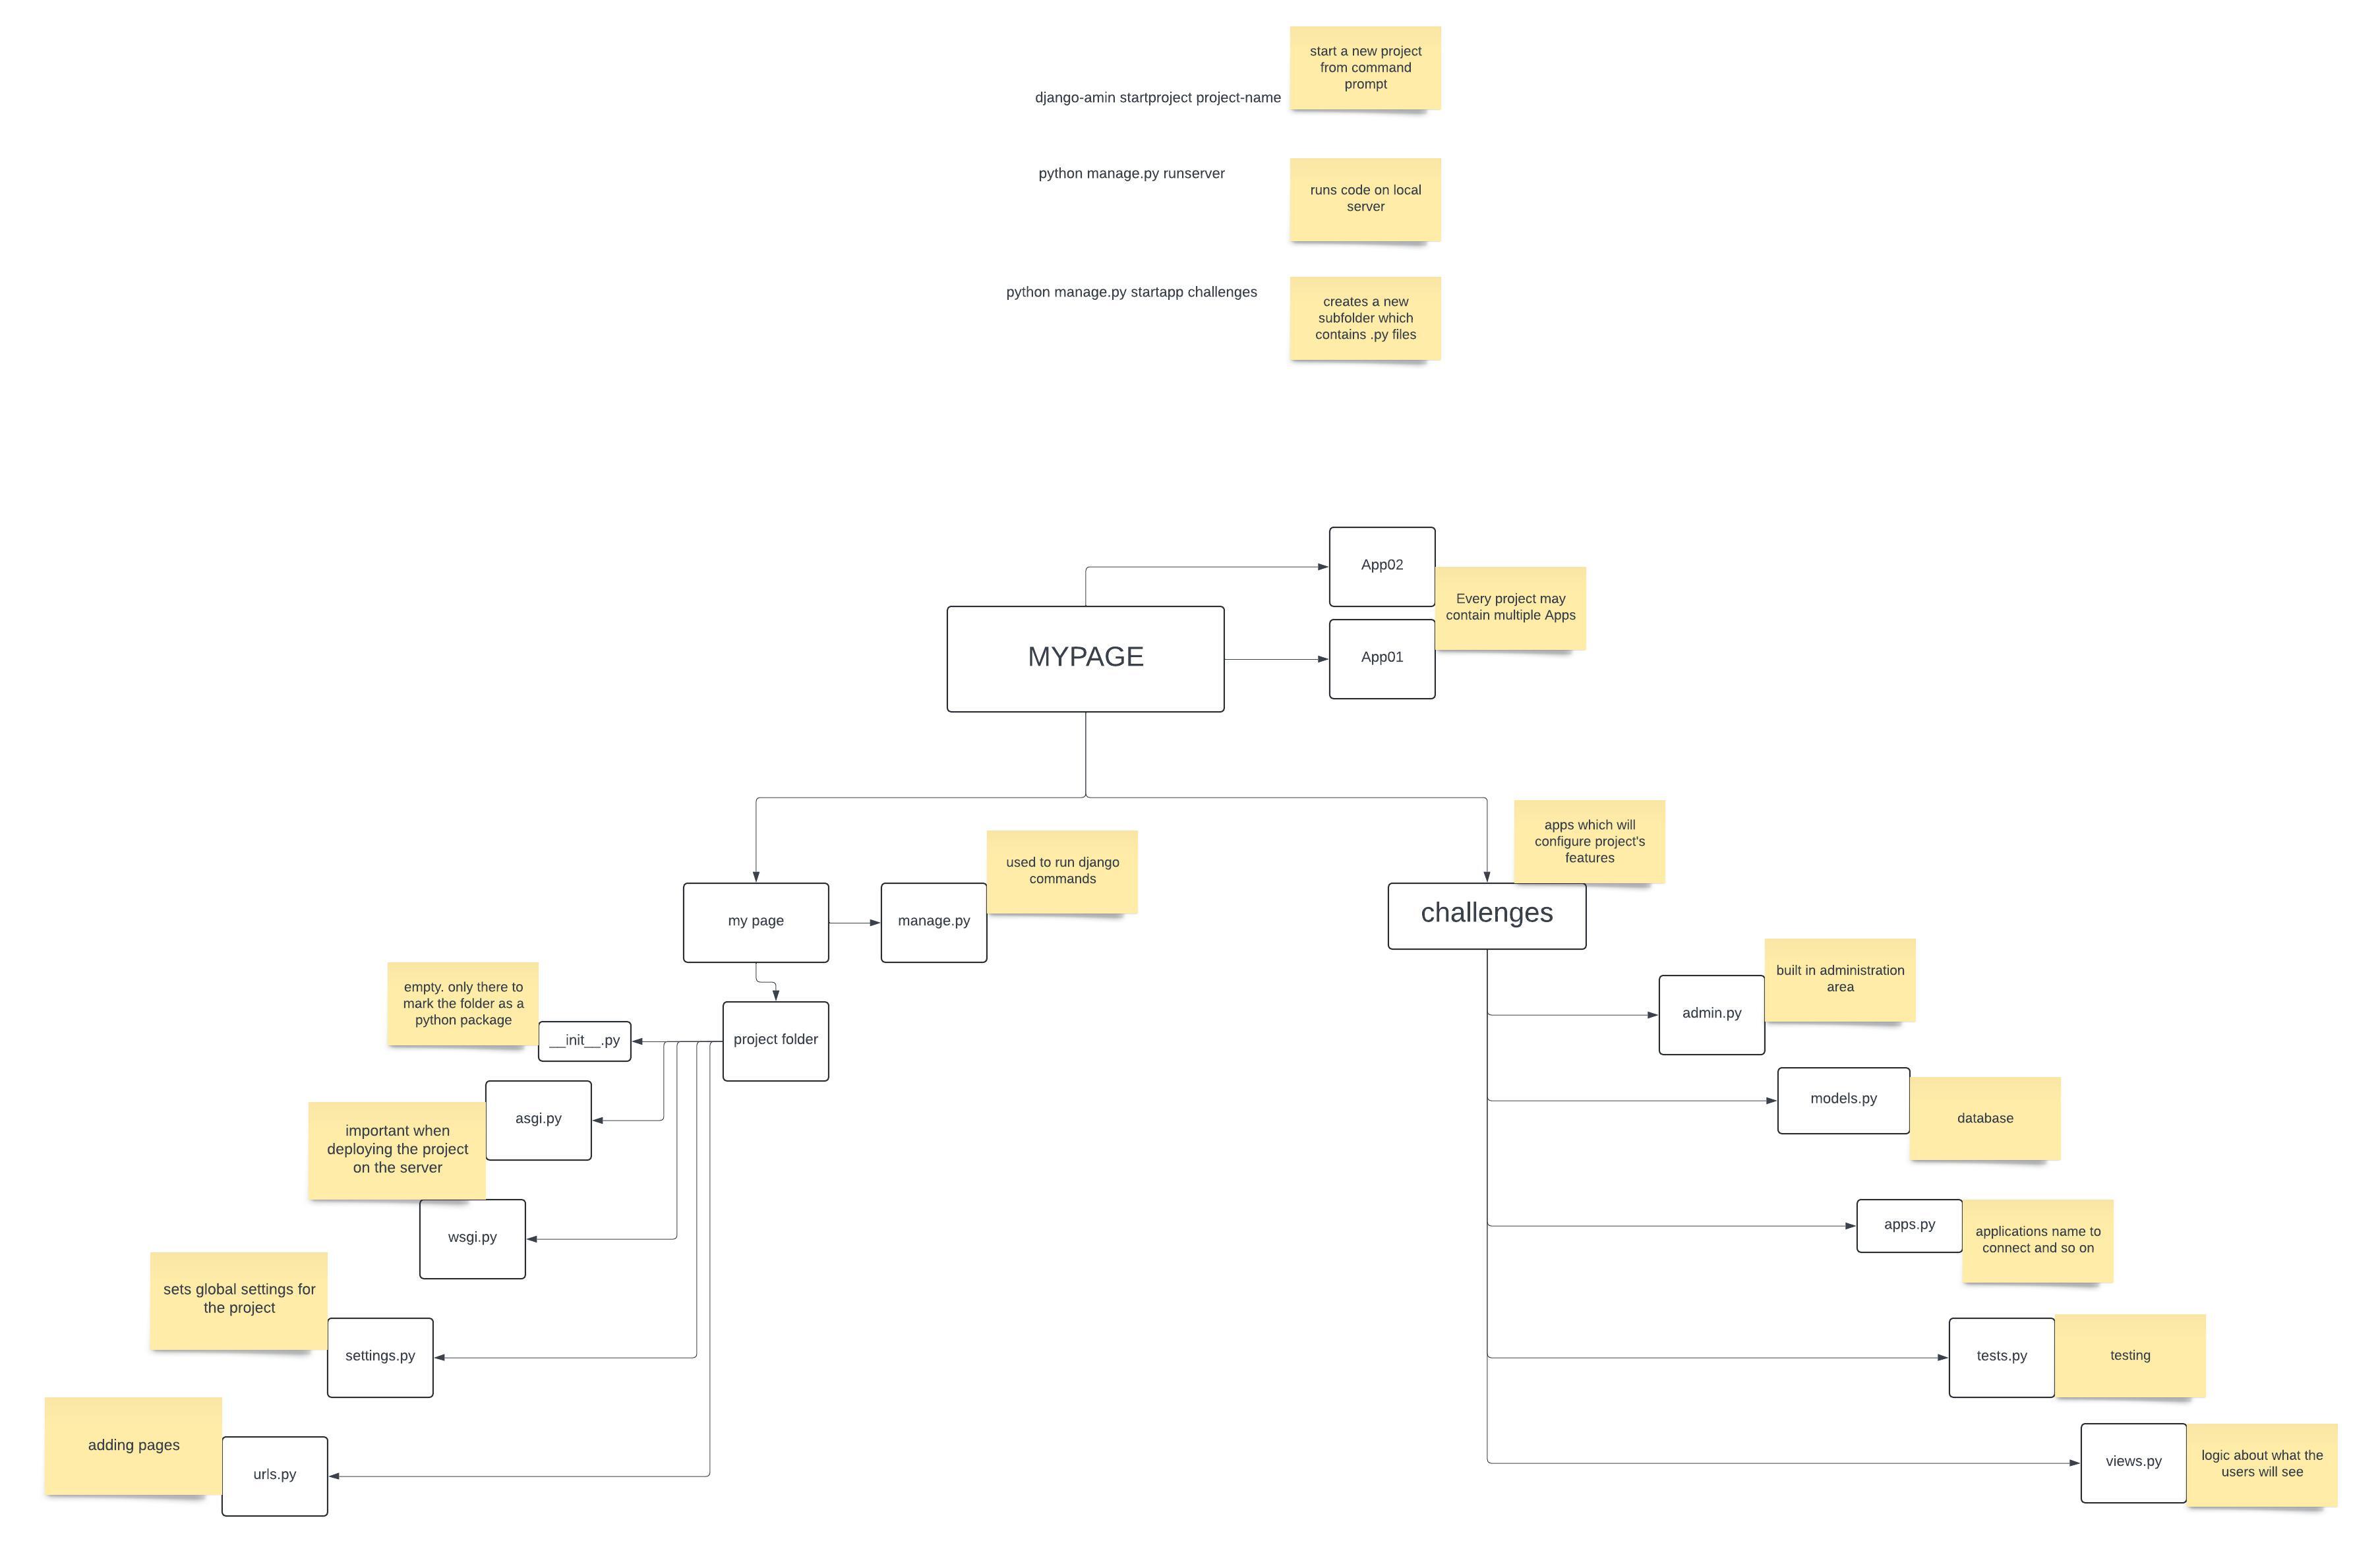 start a new project
from command
prompt
django-amin startproject project-name
python manage.py runserver
runs code on local
server
python manage.py startapp challenges
creates a new
subfolder which
contains .py files
App02
Every project may
contain multiple Apps
MYPAGE
App01
apps which will
configure project's
features
used to run django
commands
my page
manage.py
challenges
empty. only there to
mark the folder as a
python package
__init__.py
project folder
built in administration
area
admin.py
asgi.py
important when
deploying the project
on the server
models.py
database
wsgi.py
apps.py
applications name to
connect and so on
sets global settings for
the project
settings.py
tests.py
testing
adding pages
urls.py
views.py
logic about what the
users will see